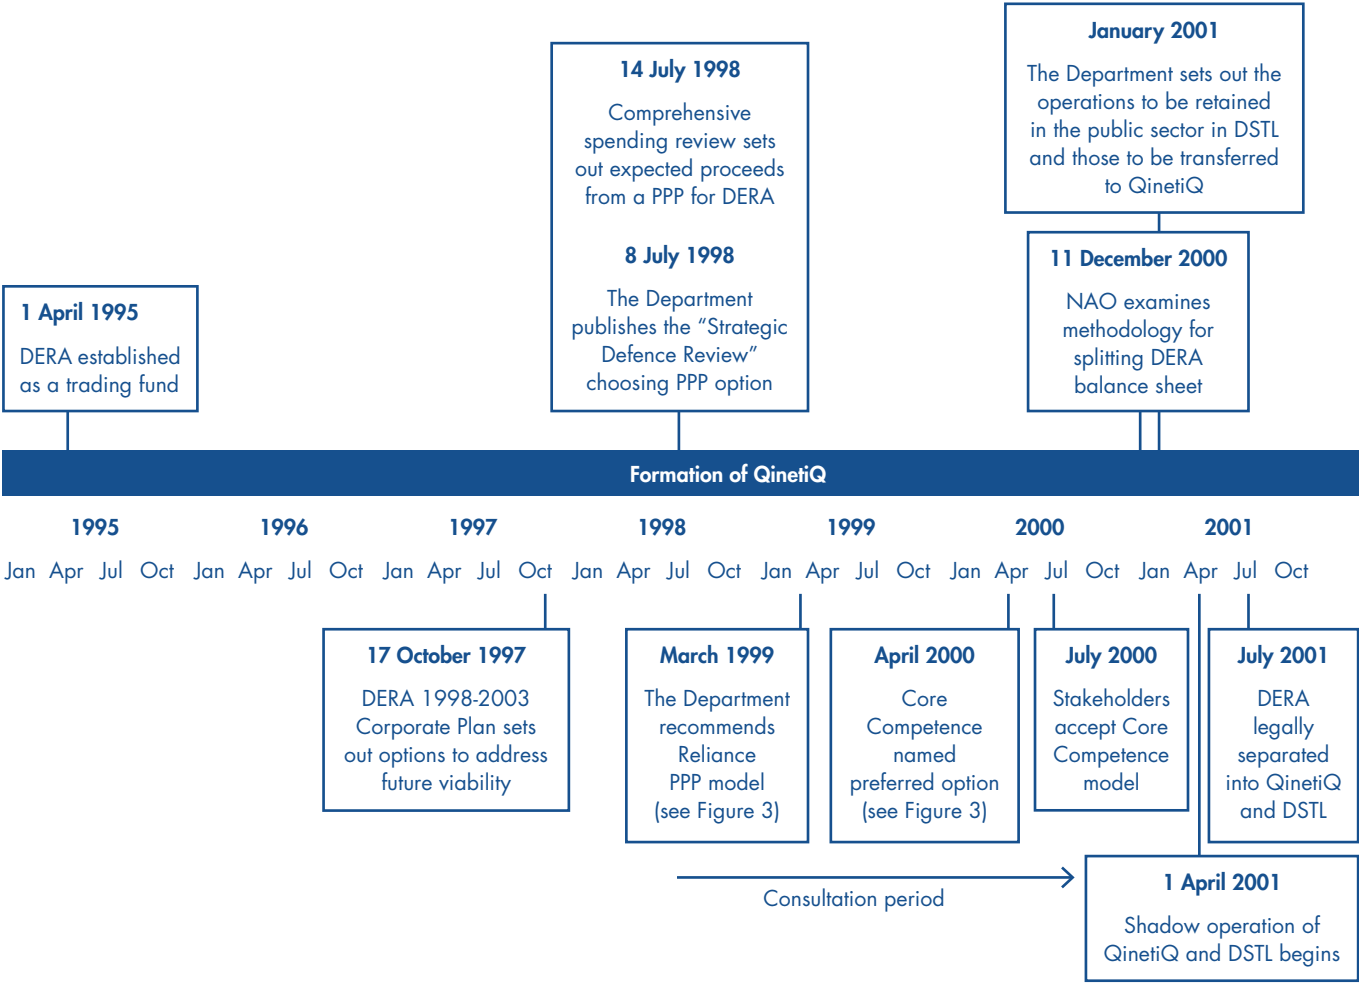 January 2001
The Department sets out the
operations to be retained
in the public sector in DSTL
and those to be transferred
to QinetiQ
14 July 1998
Comprehensive
spending review sets
out expected proceeds
from a PPP for DERA
8 July 1998
The Department
publishes the “Strategic
Defence Review”
choosing PPP option
11 December 2000
NAO examines
methodology for
splitting DERA
balance sheet
1 April 1995
DERA established
as a trading fund
Formation of QinetiQ
1995 1996 1997 1998 1999 2000 2001
Jan Apr Jul Oct Jan Apr Jul Oct Jan Apr Jul Oct Jan Apr Jul Oct Jan Apr Jul Oct Jan Apr Jul Oct Jan Apr Jul Oct
17 October 1997
DERA 1998-2003
Corporate Plan sets
out options to address
future viability
March 1999
The Department
recommends
Reliance
PPP model
(see Figure 3)
April 2000
Core
Competence
named
preferred option
(see Figure 3)
July 2000
Stakeholders
accept Core
Competence
model
July 2001
DERA
legally
separated
into QinetiQ
and DSTL
Consultation period
1 April 2001
Shadow operation of
QinetiQ and DSTL begins